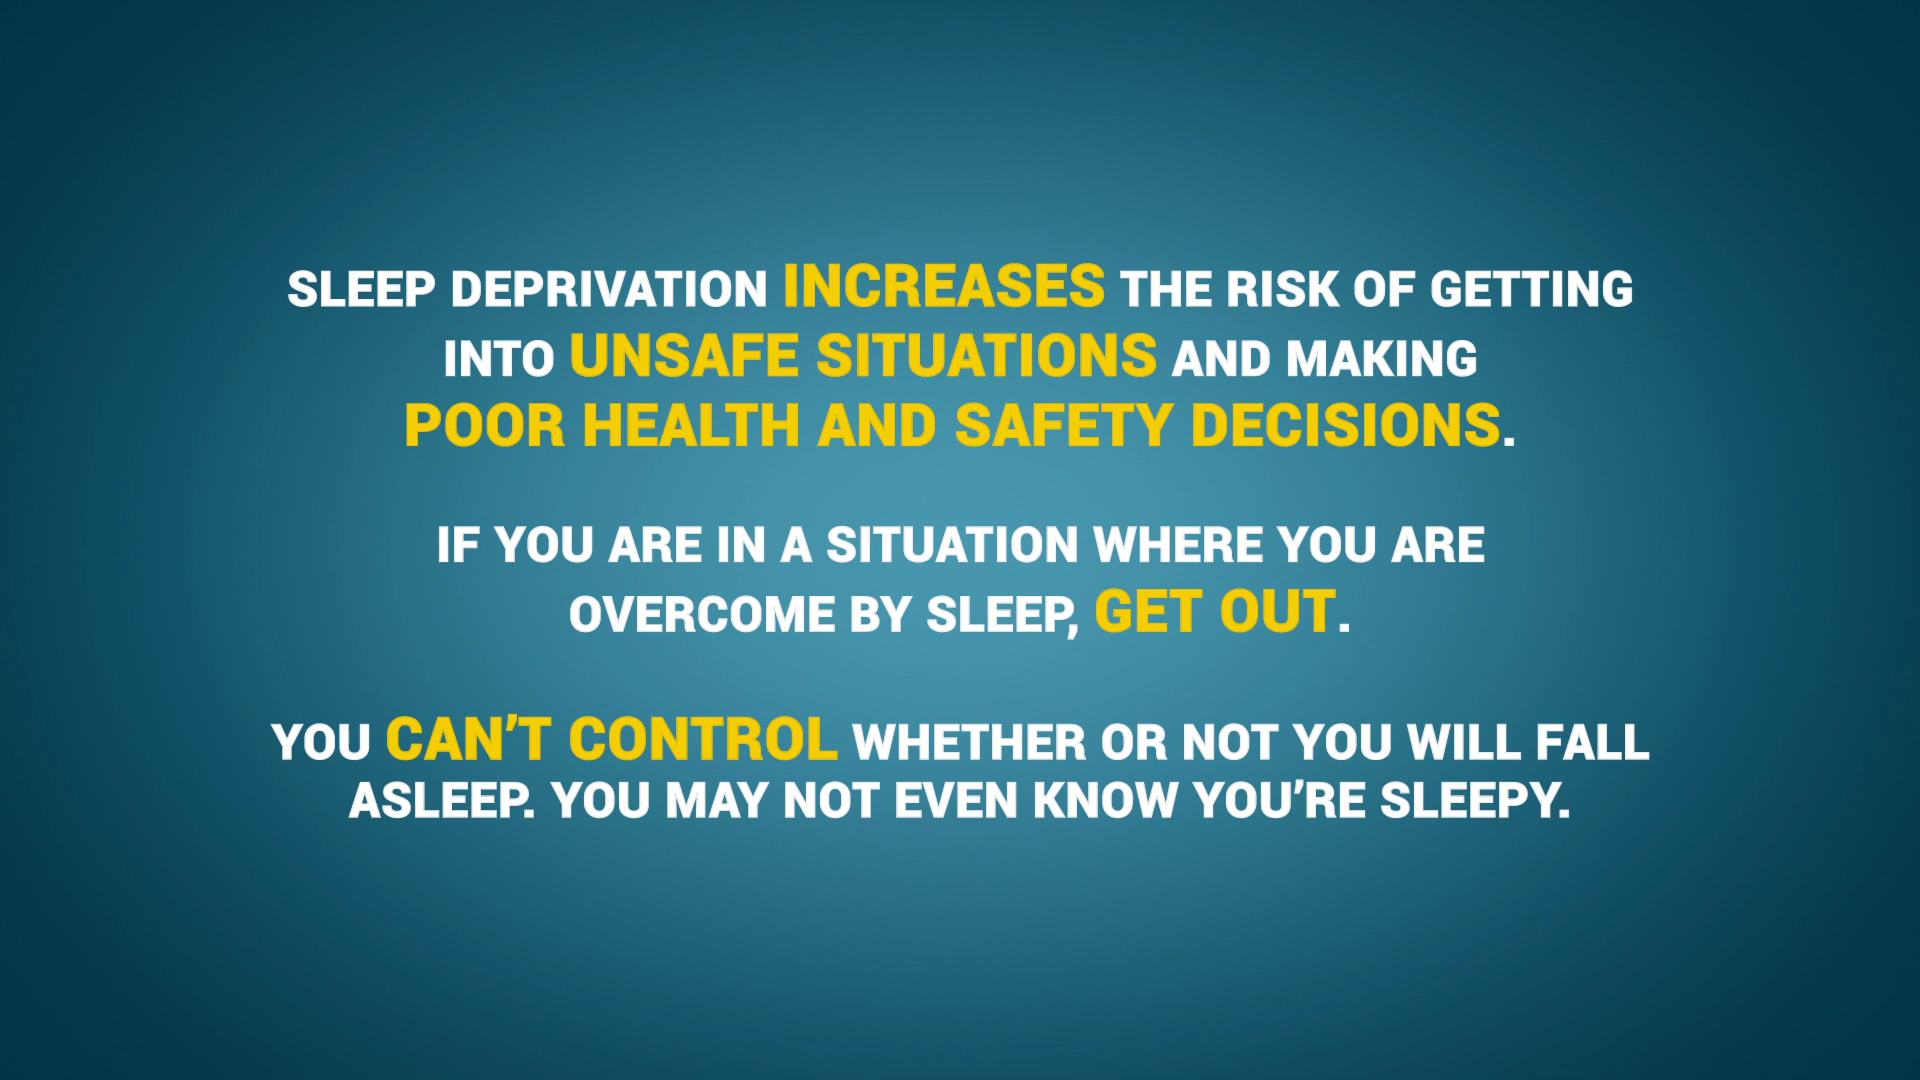 SLEEP DEPRIVATION INCREASES THE RISK OF GETTING
INTO UNSAFE SITUATIONS AND MAKING
POOR HEALTH AND SAFETY DECISIONS.
IF YOU ARE IN A SITUATION WHERE YOU ARE
OVERCOME BY SLEEP, GET OUT.
YOU CAN’T CONTROL WHETHER OR NOT YOU WILL FALL
ASLEEP. YOU MAY NOT EVEN KNOW YOU’RE SLEEPY.